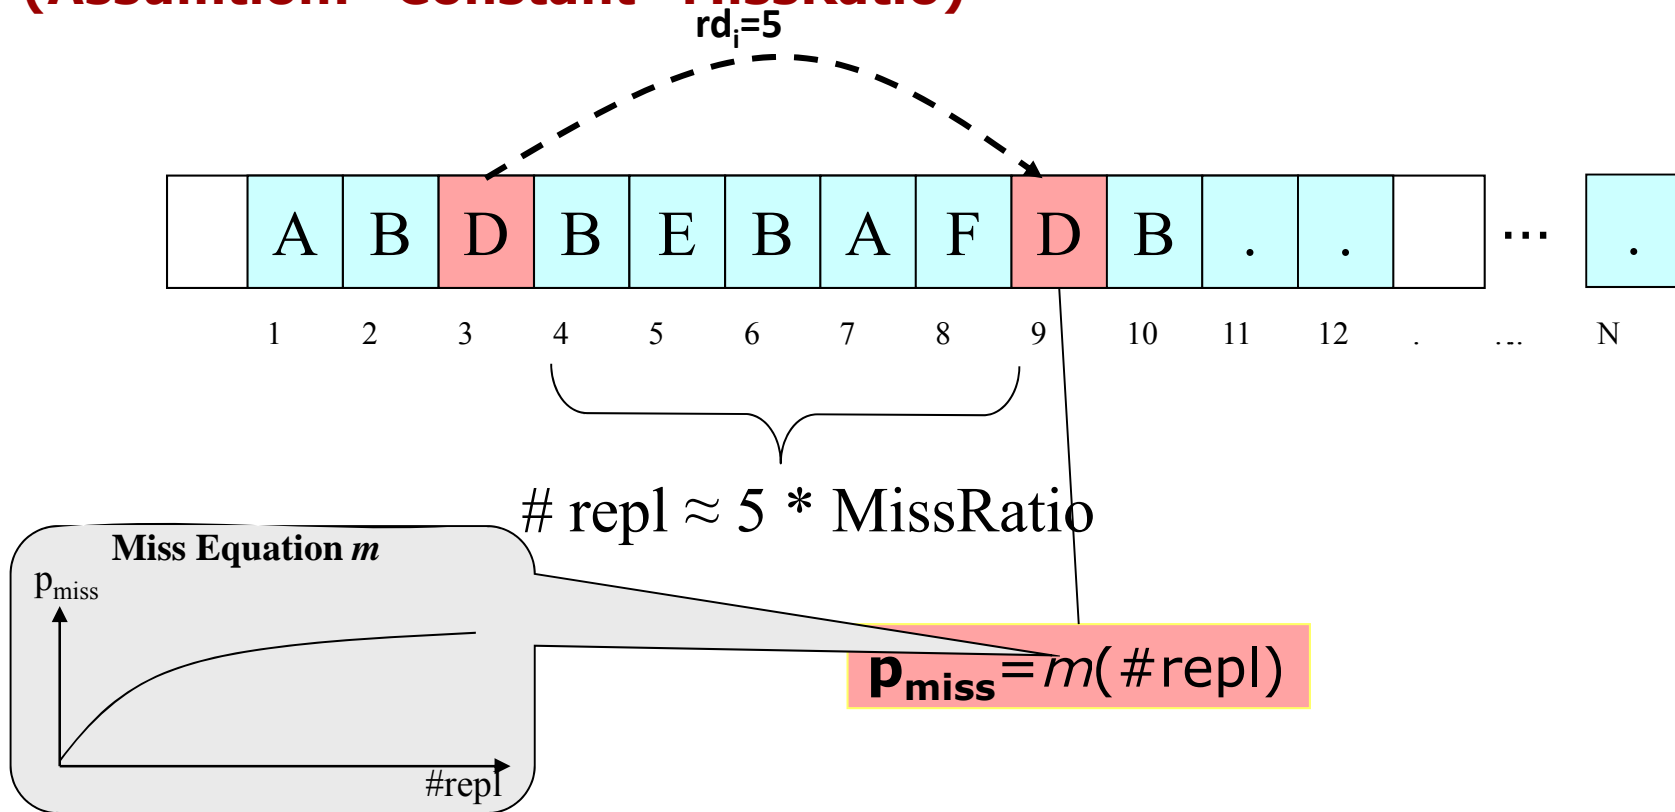 rdi=5
A B D B E B A F D B . . ... .
1 2 3 4 5 6 7 8 9 10 11 12 . ... N
# repl ≈ 5 * MissRatio
Miss Equation m
pmiss
#repl
pmiss=m(#repl)